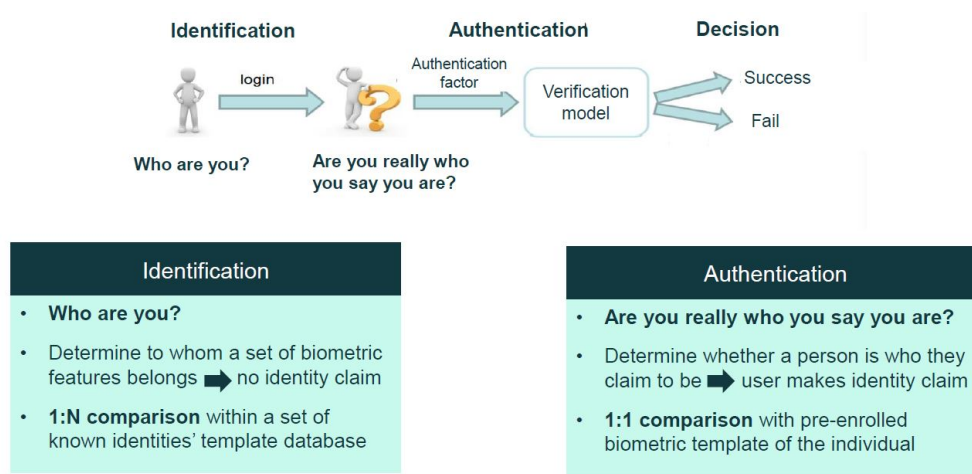 Identification
Authentication
Decision
login
Authentication
factor
Verification
model
Success
Fail
Who are you?
Are you really who
you say you are?
Identification
• Who are you?
• Determine to whom a set of biometric
features belongs ➡ no identity claim
• 1:N comparison within a set of
known identities’ template database
Authentication
• Are you really who you say you are?
• Determine whether a person is who they
claim to be ➡ user makes identity claim
• 1:1 comparison with pre-enrolled
biometric template of the individual